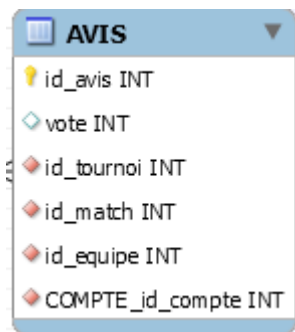 AVIS
id_avis INT
vote INT
id_tournoi INT
id_match INT
id_equipe INT
COMPTE_id_compte INT